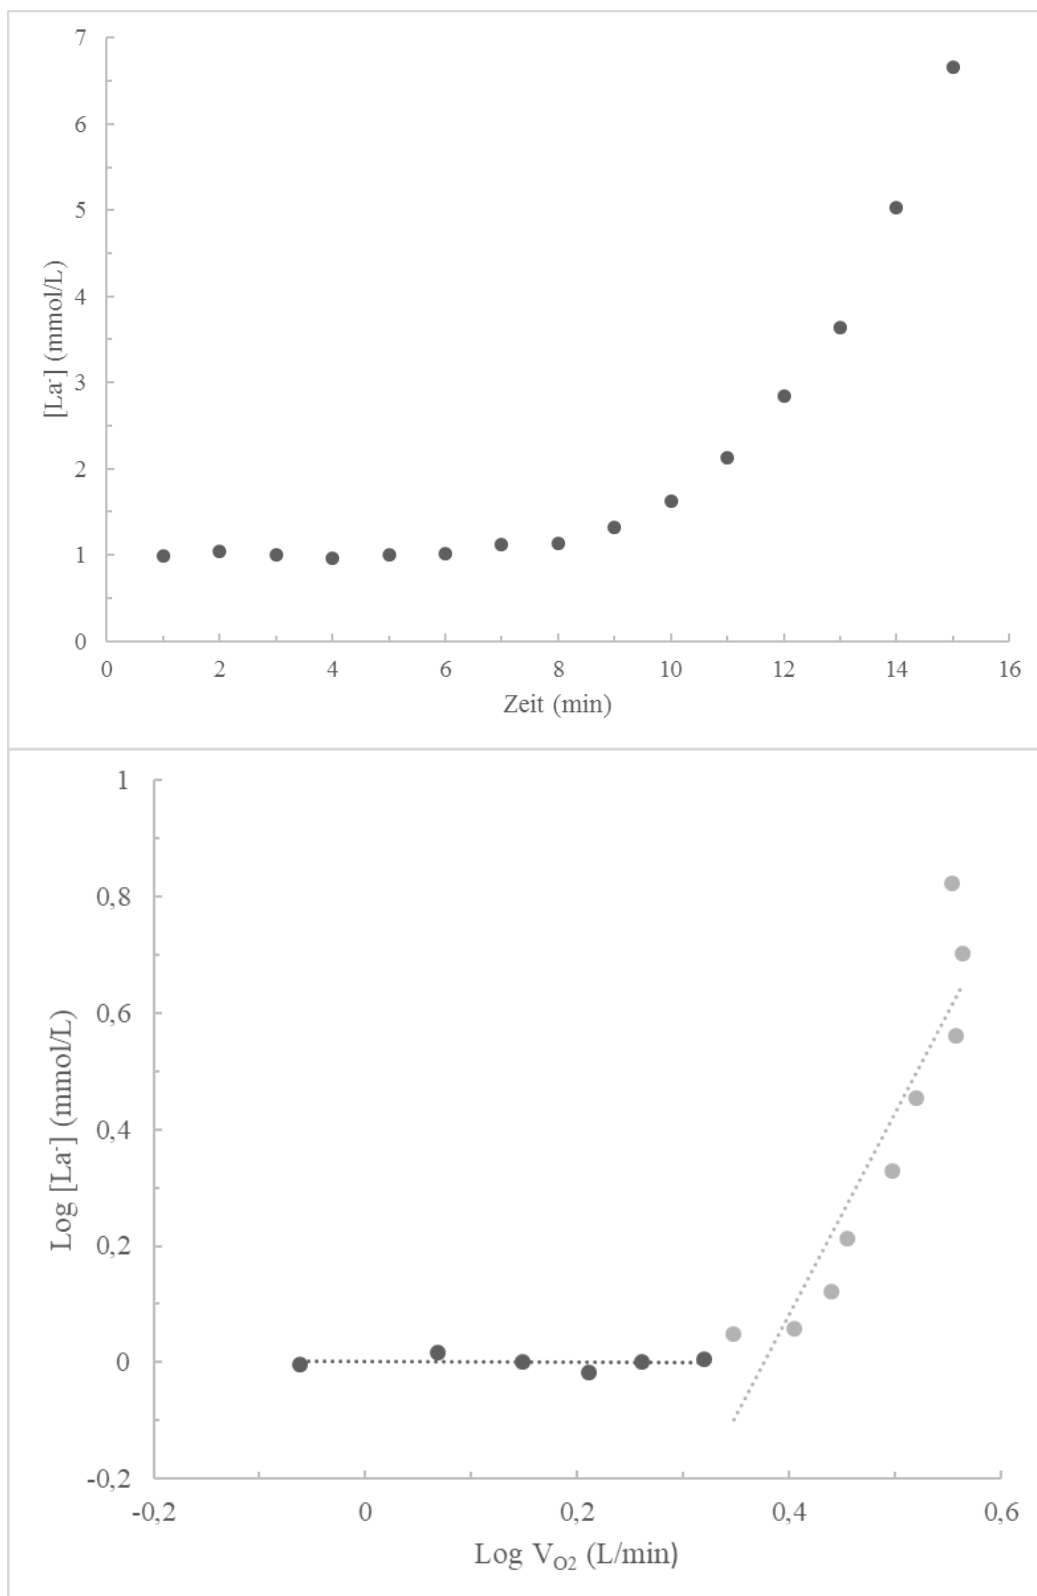 7
6
5
4
3
2
1
0
[La⁻] (mmol/L)
0 2 4 6 8 10 12 14 16
Zeit (min)
1
0,8
0,6
0,4
0,2
0
-0,2
Log [La⁻] (mmol/L)
-0,2 0 0,2 0,4 0,6
Log V_O2 (L/min)